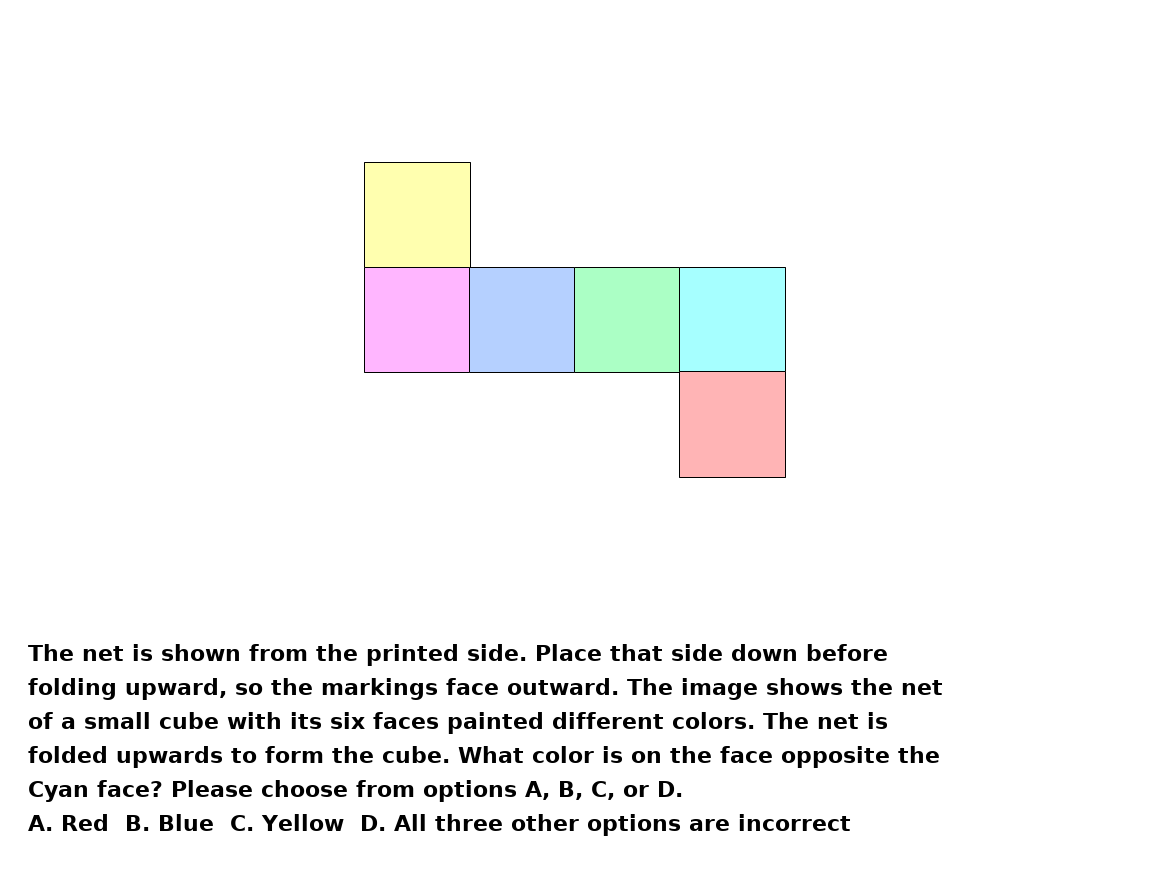 The net is shown from the printed side. Place that side down before
folding upward, so the markings face outward. The image shows the net
of a small cube with its six faces painted different colors. The net is
folded upwards to form the cube. What color is on the face opposite the
Cyan face? Please choose from options A, B, C, or D.
A. Red  B. Blue  C. Yellow  D. All three other options are incorrect